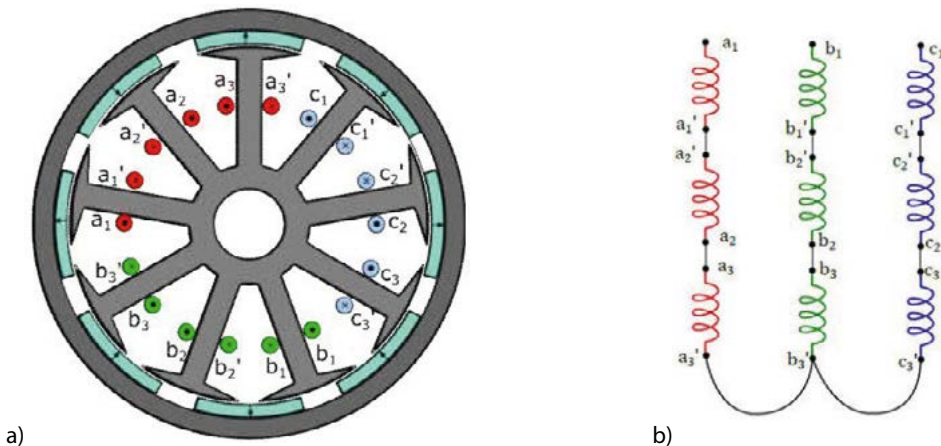 a₃ a₃'
a₂ c₁
a₂' c₁'
a₁' c₂'
a₁ c₂
b₃' c₃
b₃ c₃'
b₂ b₂' b₁' b₁
a)
a₁ b₁ c₁
a₁' b₁' c₁'
a₂' b₂' c₂'
a₂ b₂ c₂
a₃ b₃ c₃
a₃' b₃' c₃'
b)